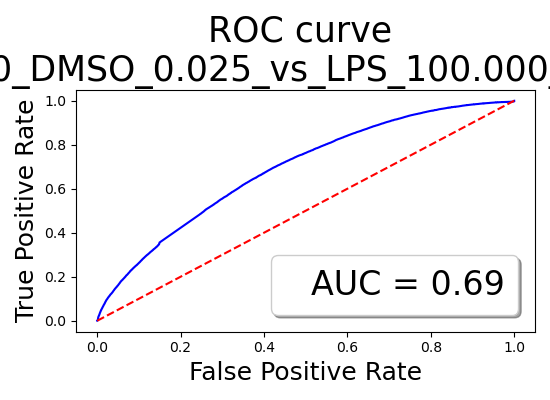 ROC curve
0_DMSO_0.025_vs_LPS_100.000_
True Positive Rate
1.0
0.8
0.6
0.4
0.2
0.0
AUC = 0.69
0.0 0.2 0.4 0.6 0.8 1.0
False Positive Rate